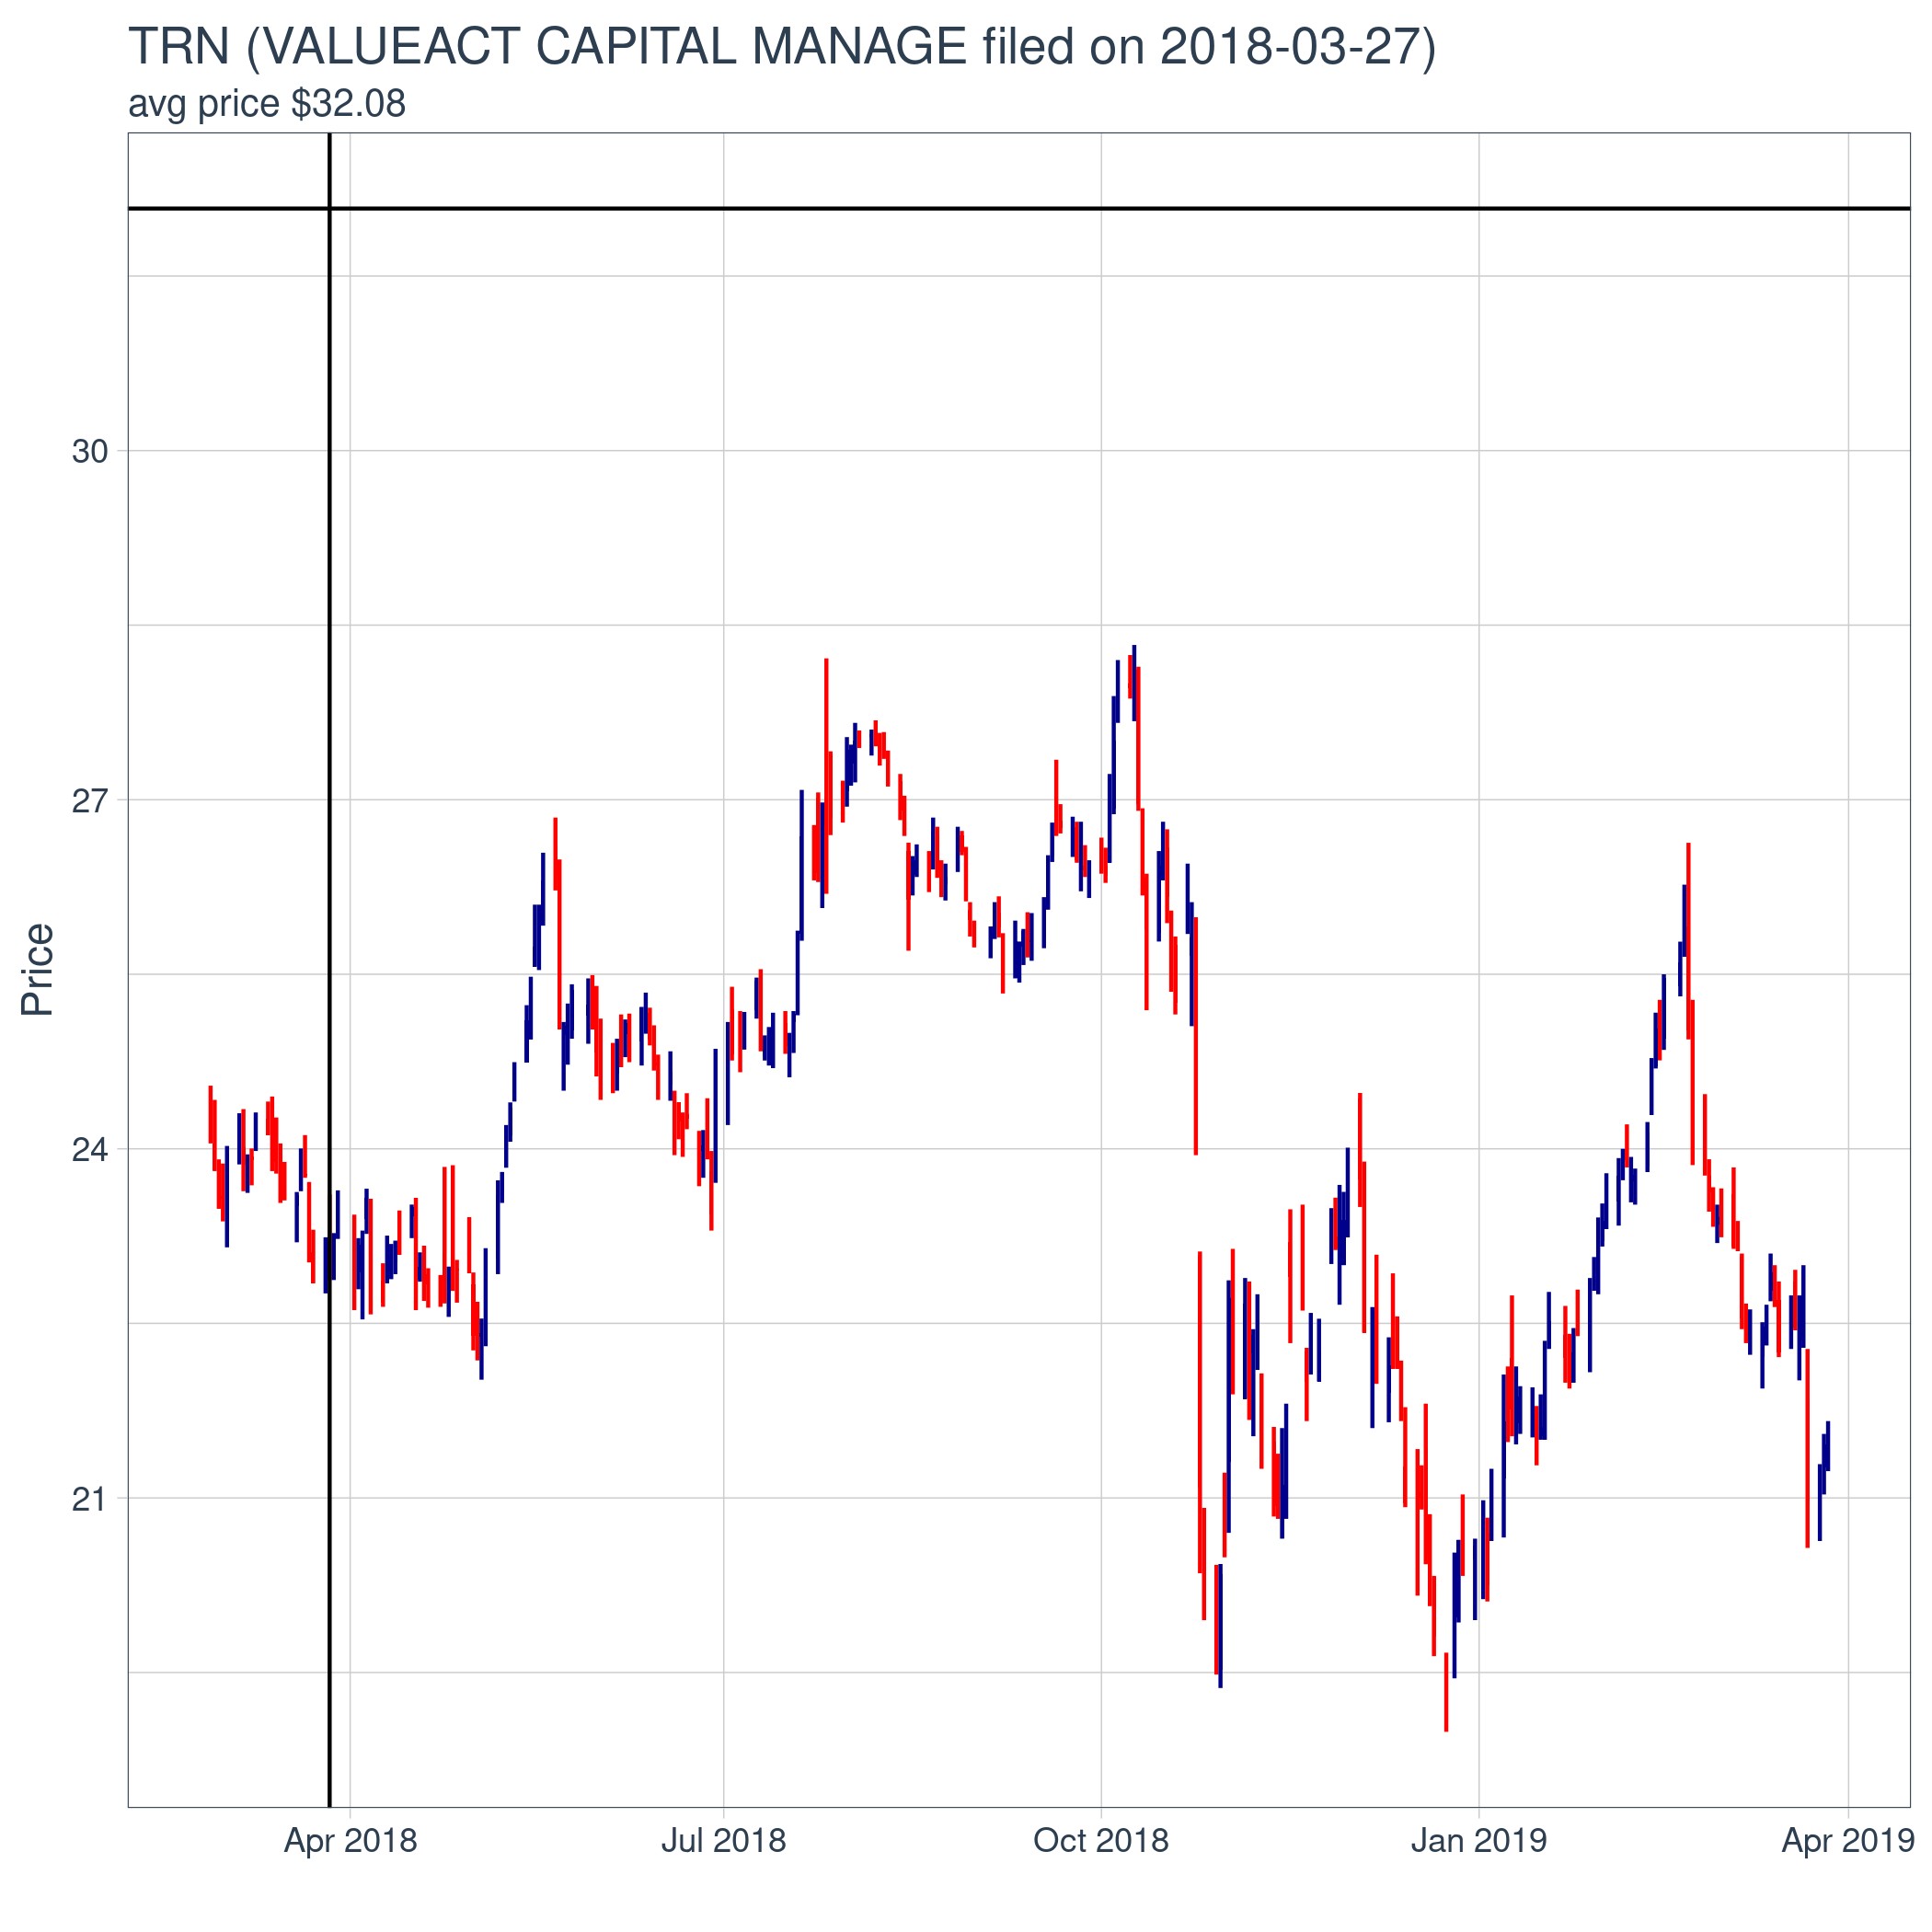 TRN (VALUEACT CAPITAL MANAGE filed on 2018-03-27)
avg price $32.08
30
27
24
21
Price
Apr 2018 Jul 2018 Oct 2018 Jan 2019 Apr 2019